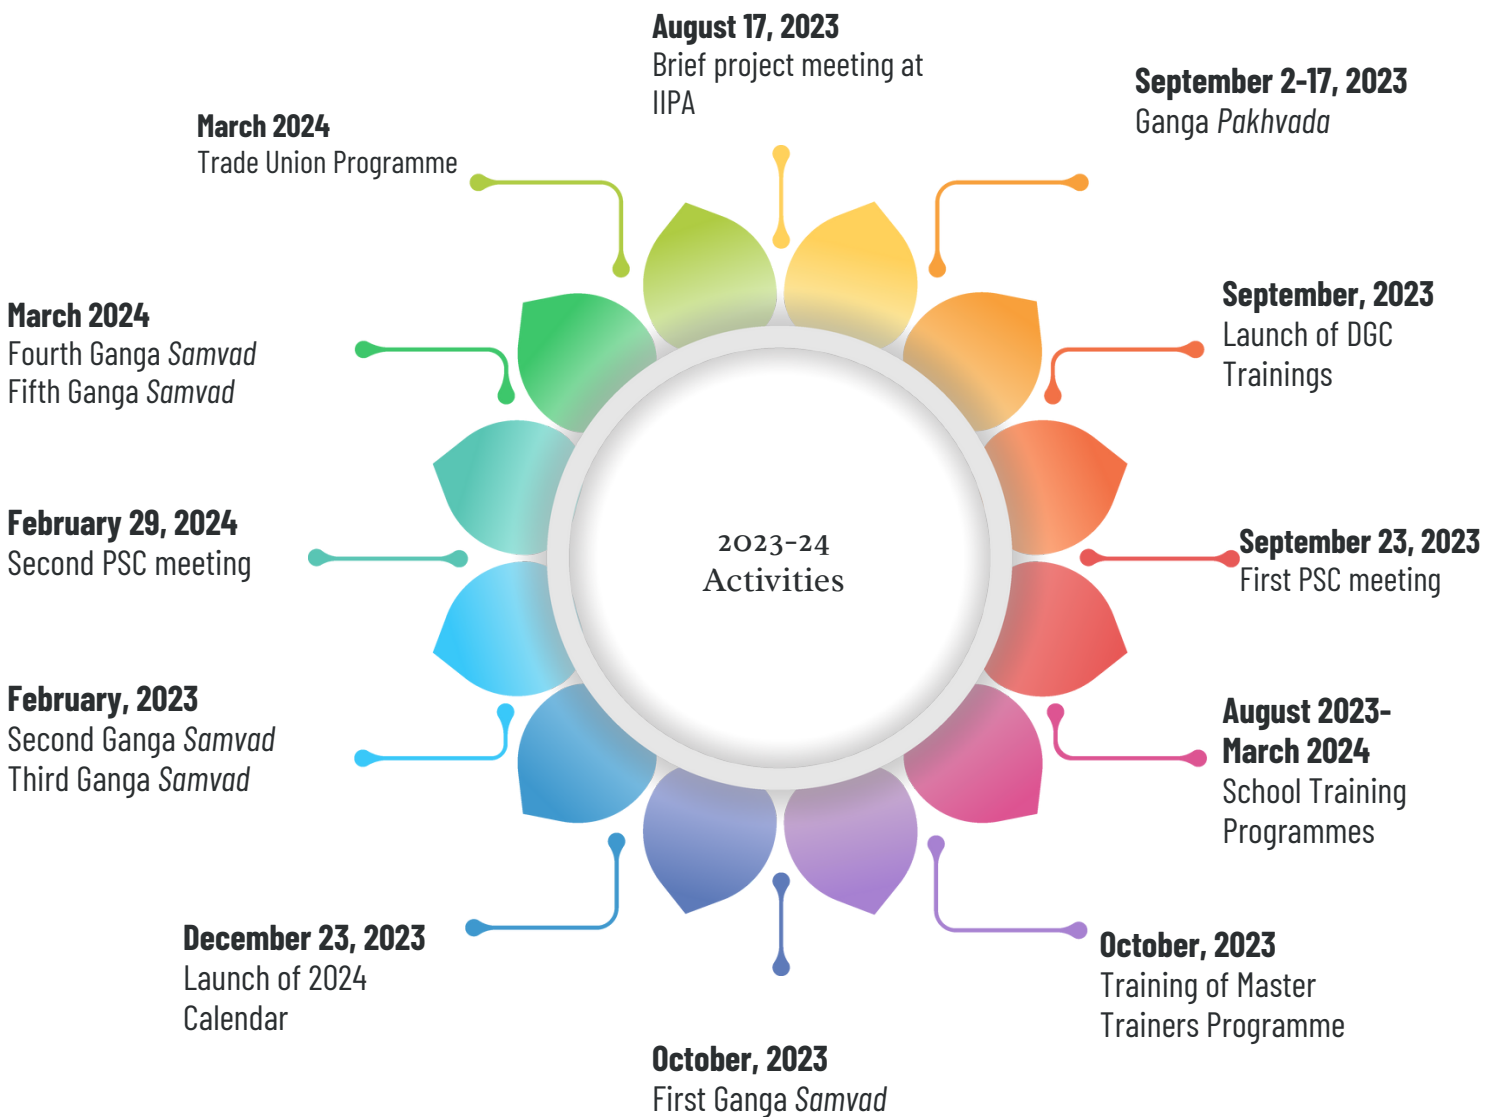 August 17, 2023
Brief project meeting at
IIPA
September 2-17, 2023
Ganga Pakhvada
September, 2023
Launch of DGC
Trainings
September 23, 2023
First PSC meeting
August 2023-
March 2024
School Training
Programmes
October, 2023
Training of Master
Trainers Programme
October, 2023
First Ganga Samvad
December 23, 2023
Launch of 2024
Calendar
February, 2023
Second Ganga Samvad
Third Ganga Samvad
February 29, 2024
Second PSC meeting
March 2024
Fourth Ganga Samvad
Fifth Ganga Samvad
March 2024
Trade Union Programme
2023-24
Activities